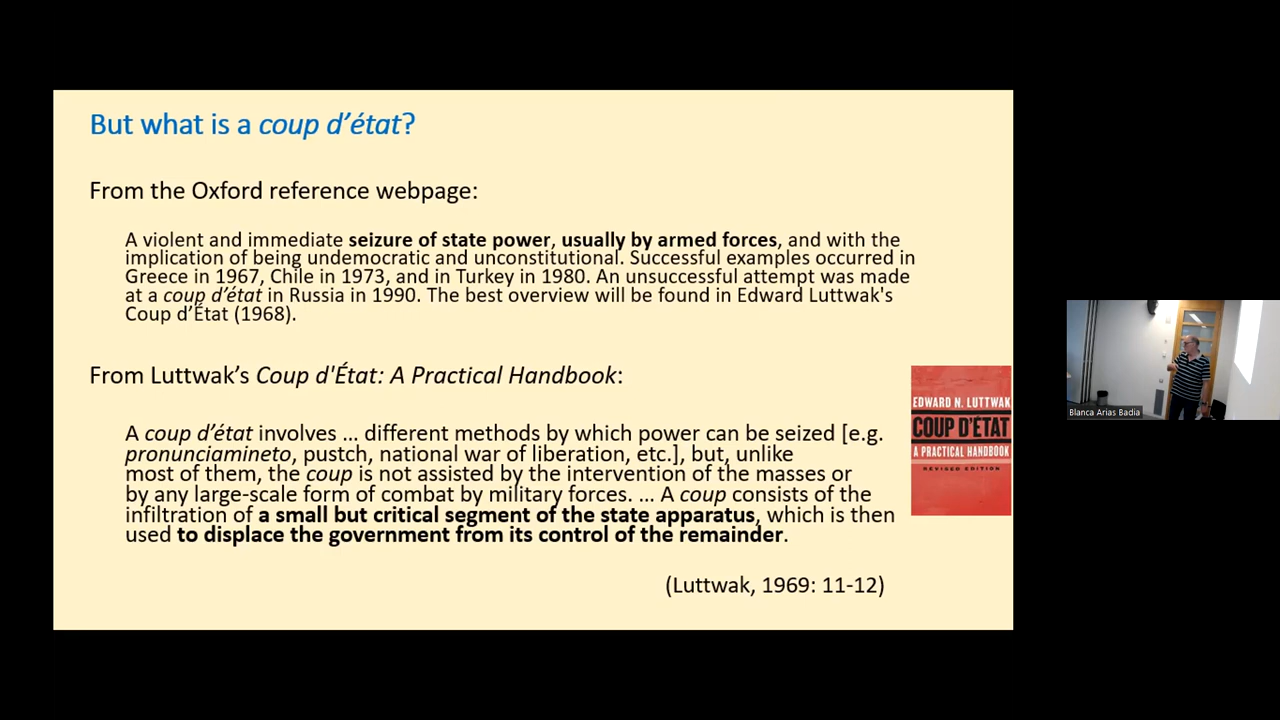 But what is a coup d’état?
From the Oxford reference webpage:
A violent and immediate seizure of state power, usually by armed forces, and with the
implication of being undemocratic and unconstitutional. Successful examples occurred in
Greece in 1967, Chile in 1973, and in Turkey in 1980. An unsuccessful attempt was made
at a coup d’état in Russia in 1990. The best overview will be found in Edward Luttwak's
Coup d’État (1968).
From Luttwak’s Coup d'État: A Practical Handbook:
A coup d’état involves … different methods by which power can be seized [e.g.
pronunciamineto, pustch, national war of liberation, etc.], but, unlike
most of them, the coup is not assisted by the intervention of the masses or
by any large-scale form of combat by military forces. … A coup consists of the
infiltration of a small but critical segment of the state apparatus, which is then
used to displace the government from its control of the remainder.
(Luttwak, 1969: 11-12)
EDWARD N. LUTTWAK
COUP D'ÉTAT
A PRACTICAL HANDBOOK
REVISED EDITION
Blanca Arias Badia